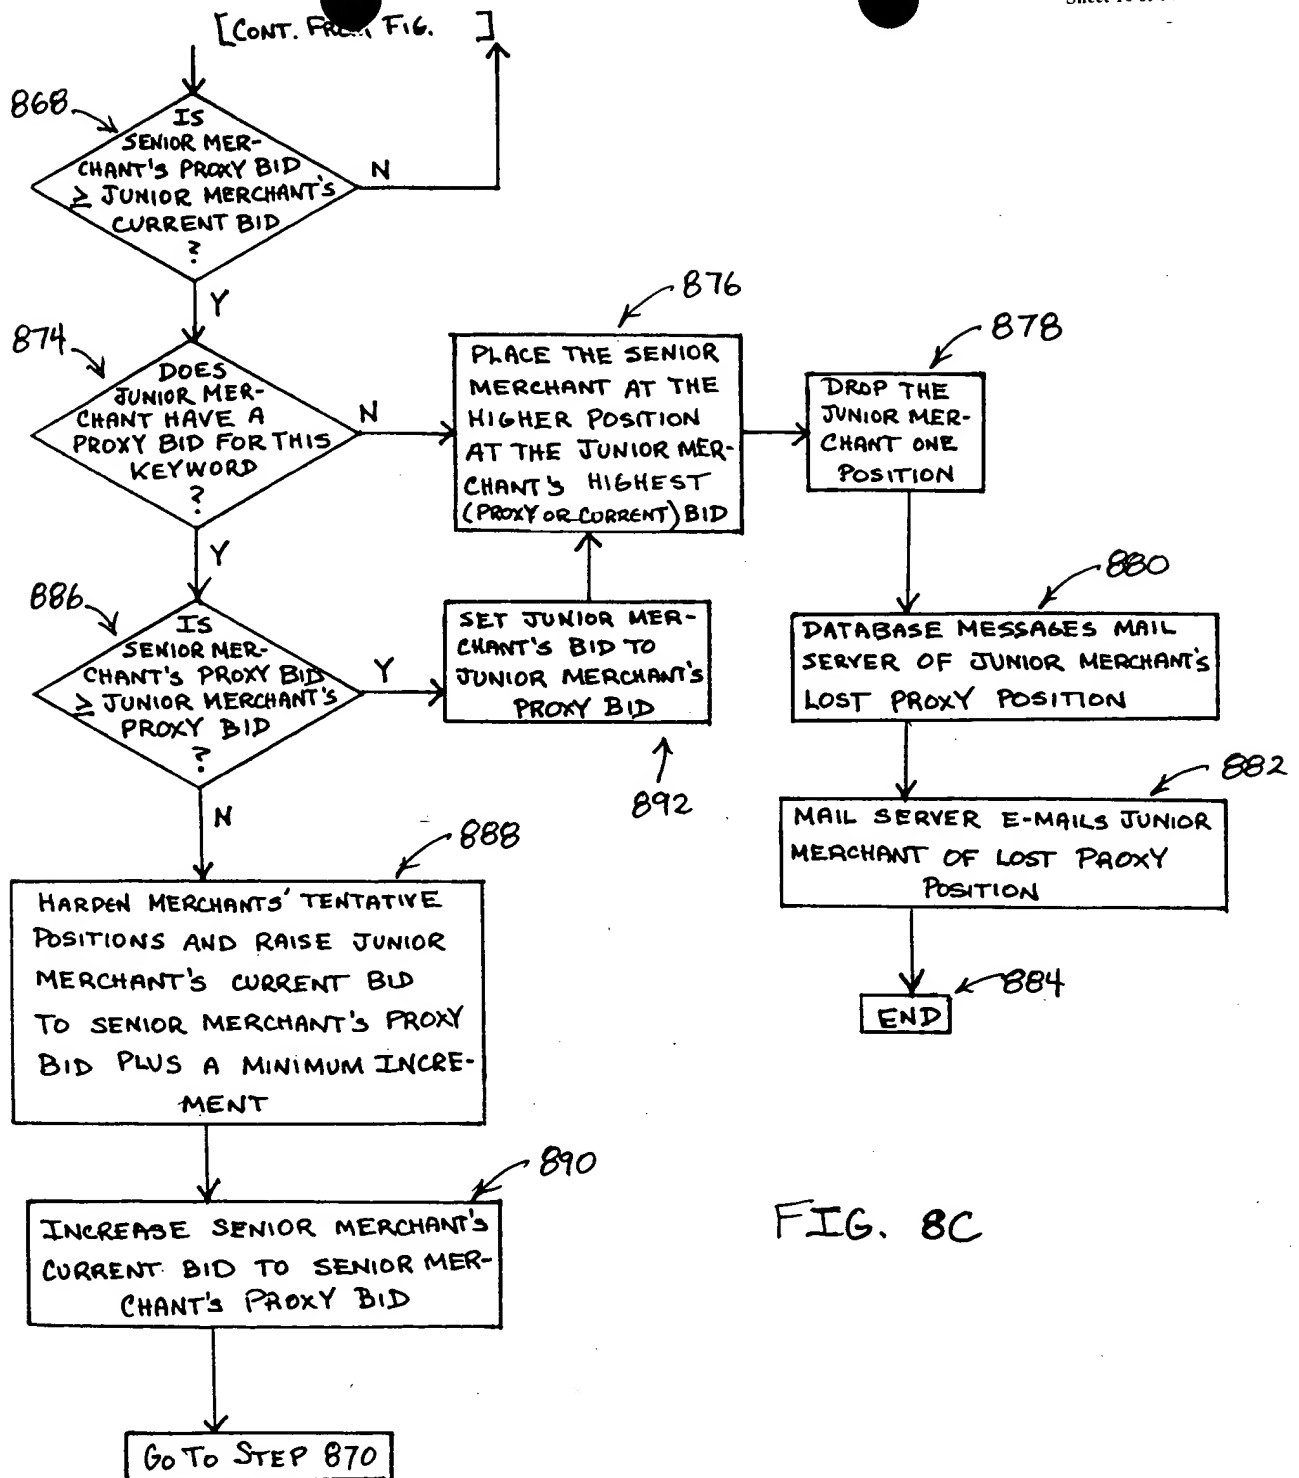 [CONT. FROM FIG. ]
868
IS
SENIOR MER-
CHANT'S PROXY BID
≥ JUNIOR MERCHANT'S
CURRENT BID
?
N
Y
874
DOES
JUNIOR MER-
CHANT HAVE A
PROXY BID FOR THIS
KEYWORD
?
N
Y
876
PLACE THE SENIOR
MERCHANT AT THE
HIGHER POSITION
AT THE JUNIOR MER-
CHANT'S HIGHEST
(PROXY OR CURRENT) BID
878
DROP THE
JUNIOR MER-
CHANT ONE
POSITION
886
IS
SENIOR MER-
CHANT'S PROXY BID
≥ JUNIOR MERCHANT'S
PROXY BID
?
Y
N
SET JUNIOR MER-
CHANT'S BID TO
JUNIOR MERCHANT'S
PROXY BID
892
880
DATABASE MESSAGES MAIL
SERVER OF JUNIOR MERCHANT'S
LOST PROXY POSITION
882
MAIL SERVER E-MAILS JUNIOR
MERCHANT OF LOST PROXY
POSITION
884
END
888
HARDEN MERCHANTS' TENTATIVE
POSITIONS AND RAISE JUNIOR
MERCHANT'S CURRENT BID
TO SENIOR MERCHANT'S PROXY
BID PLUS A MINIMUM INCRE-
MENT
890
INCREASE SENIOR MERCHANT'S
CURRENT BID TO SENIOR MER-
CHANT'S PROXY BID
GO TO STEP 870
FIG. 8C